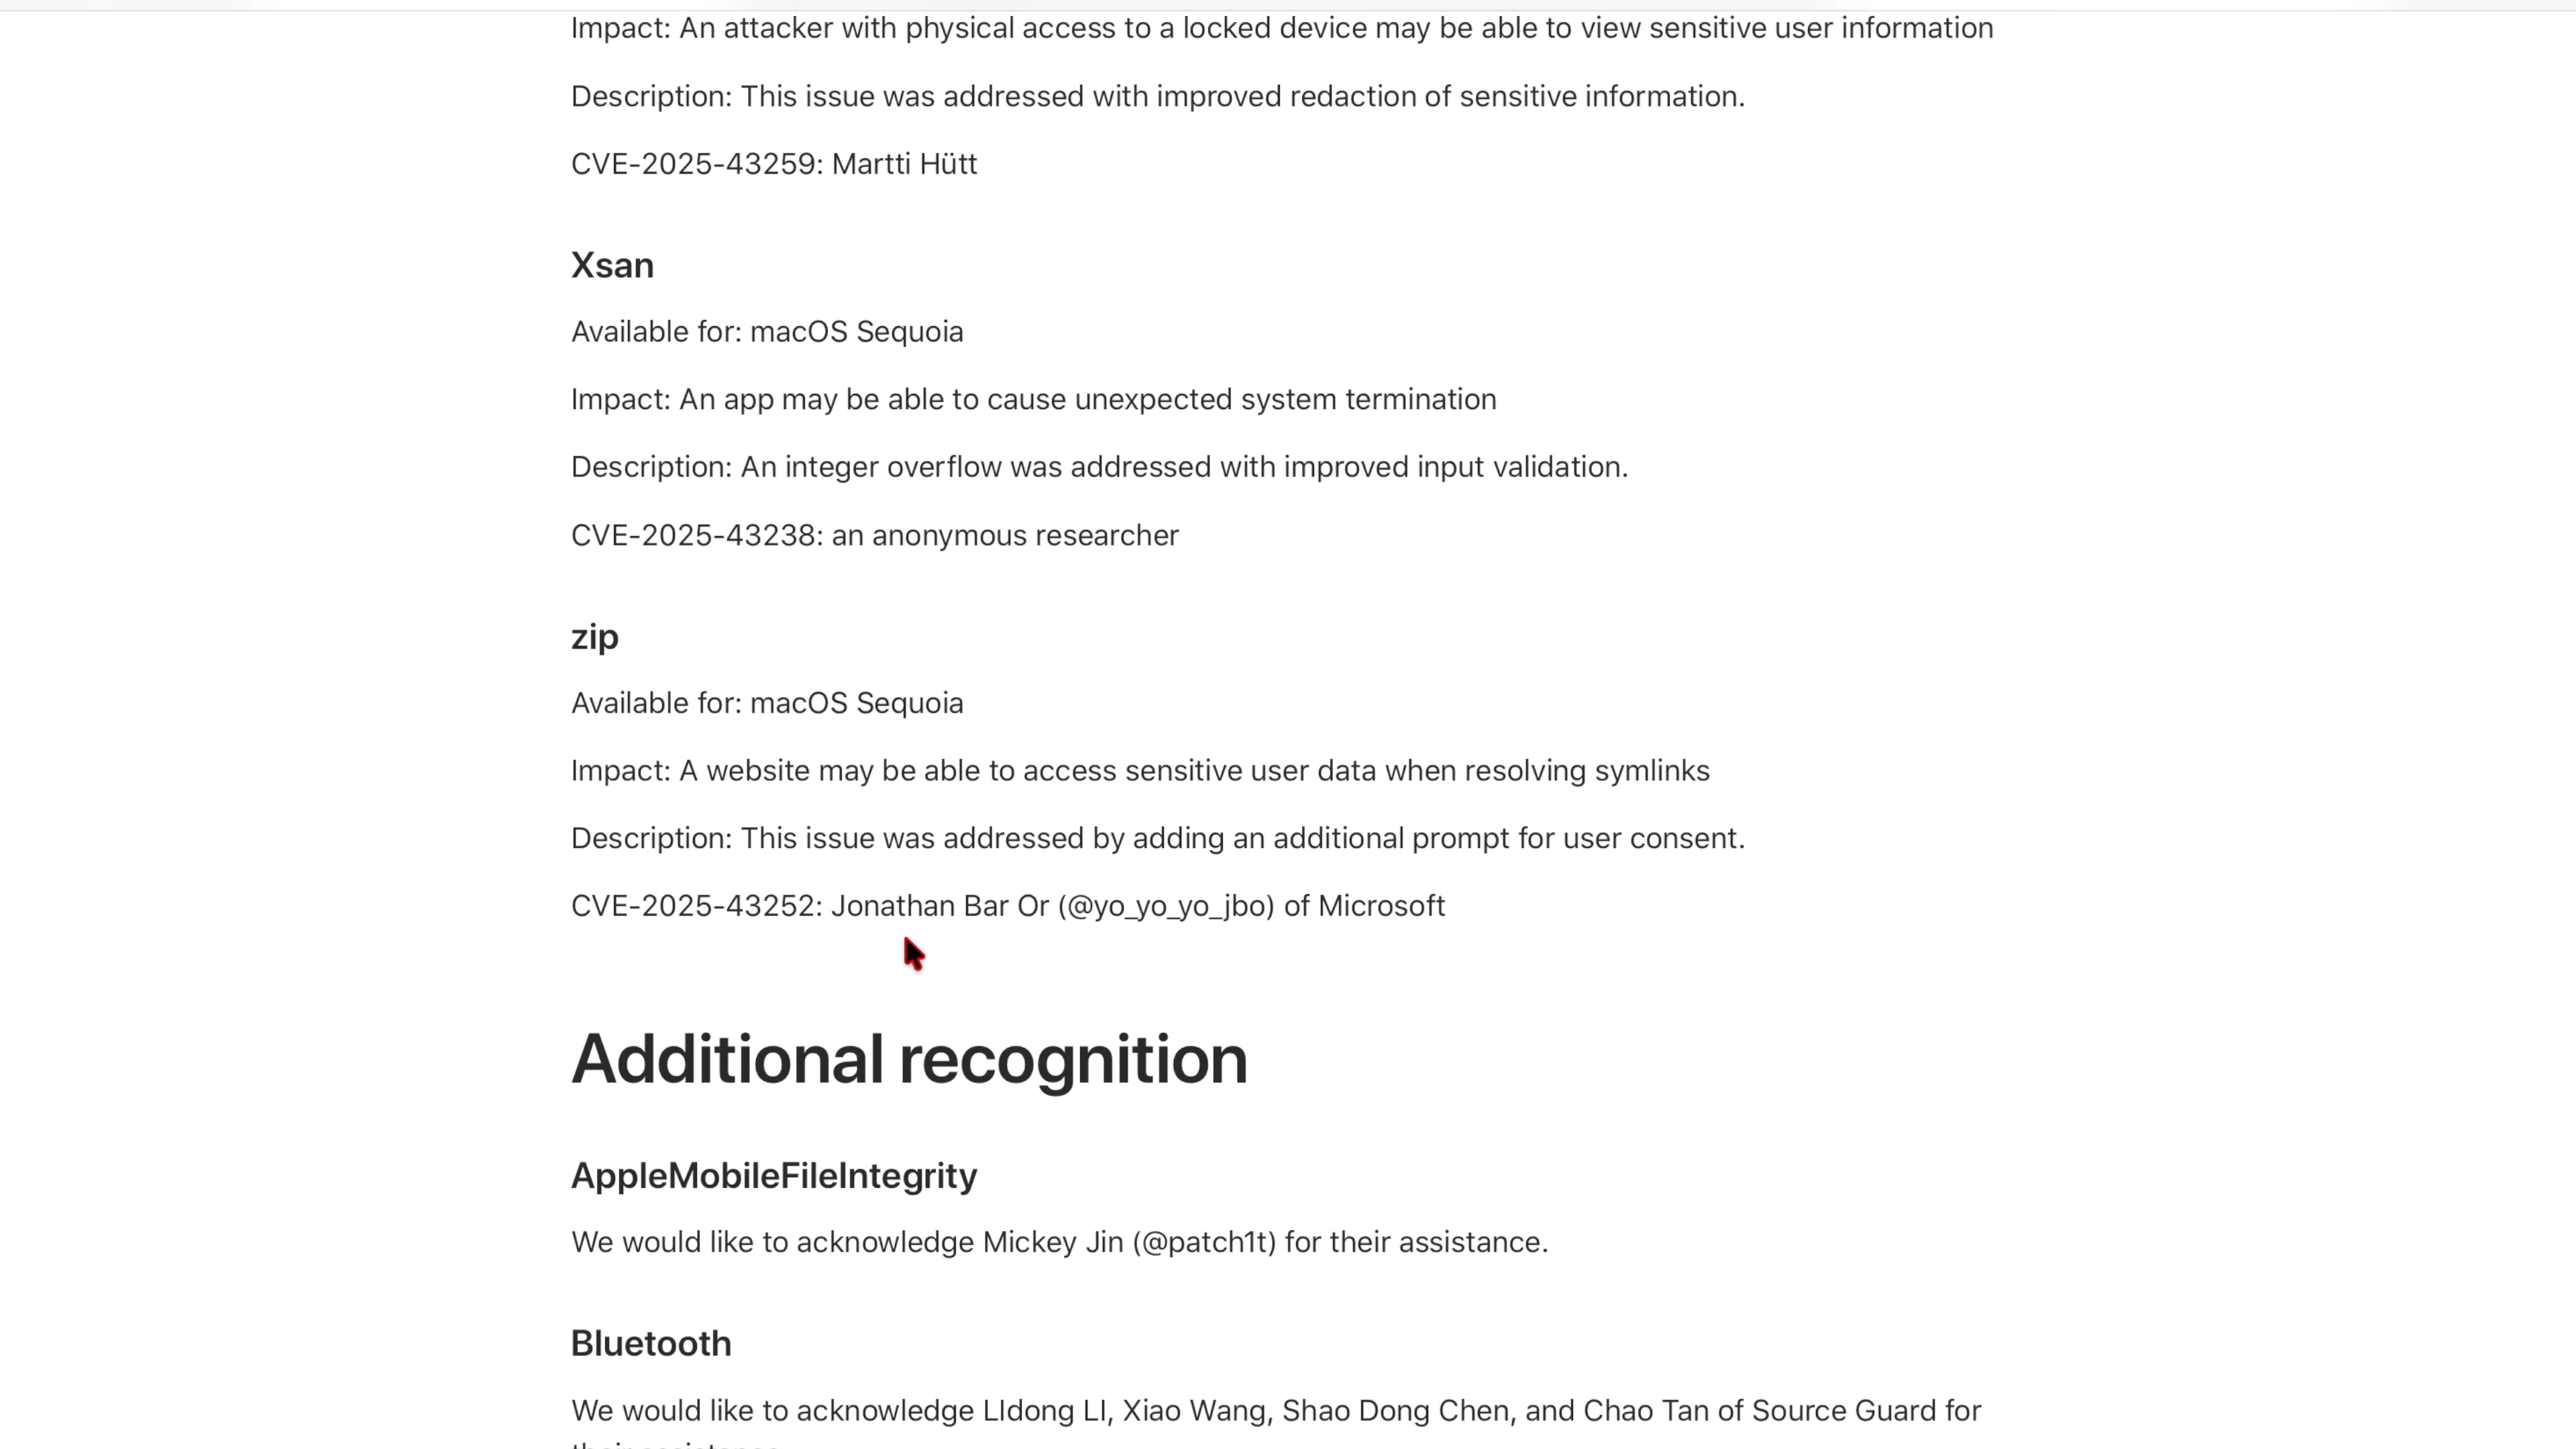 Impact: An attacker with physical access to a locked device may be able to view sensitive user information
Description: This issue was addressed with improved redaction of sensitive information.
CVE-2025-43259: Martti Hütt
Xsan
Available for: macOS Sequoia
Impact: An app may be able to cause unexpected system termination
Description: An integer overflow was addressed with improved input validation.
CVE-2025-43238: an anonymous researcher
zip
Available for: macOS Sequoia
Impact: A website may be able to access sensitive user data when resolving symlinks
Description: This issue was addressed by adding an additional prompt for user consent.
CVE-2025-43252: Jonathan Bar Or (@yo_yo_yo_jbo) of Microsoft
Additional recognition
AppleMobileFileIntegrity
We would like to acknowledge Mickey Jin (@patch1t) for their assistance.
Bluetooth
We would like to acknowledge LIdong LI, Xiao Wang, Shao Dong Chen, and Chao Tan of Source Guard for